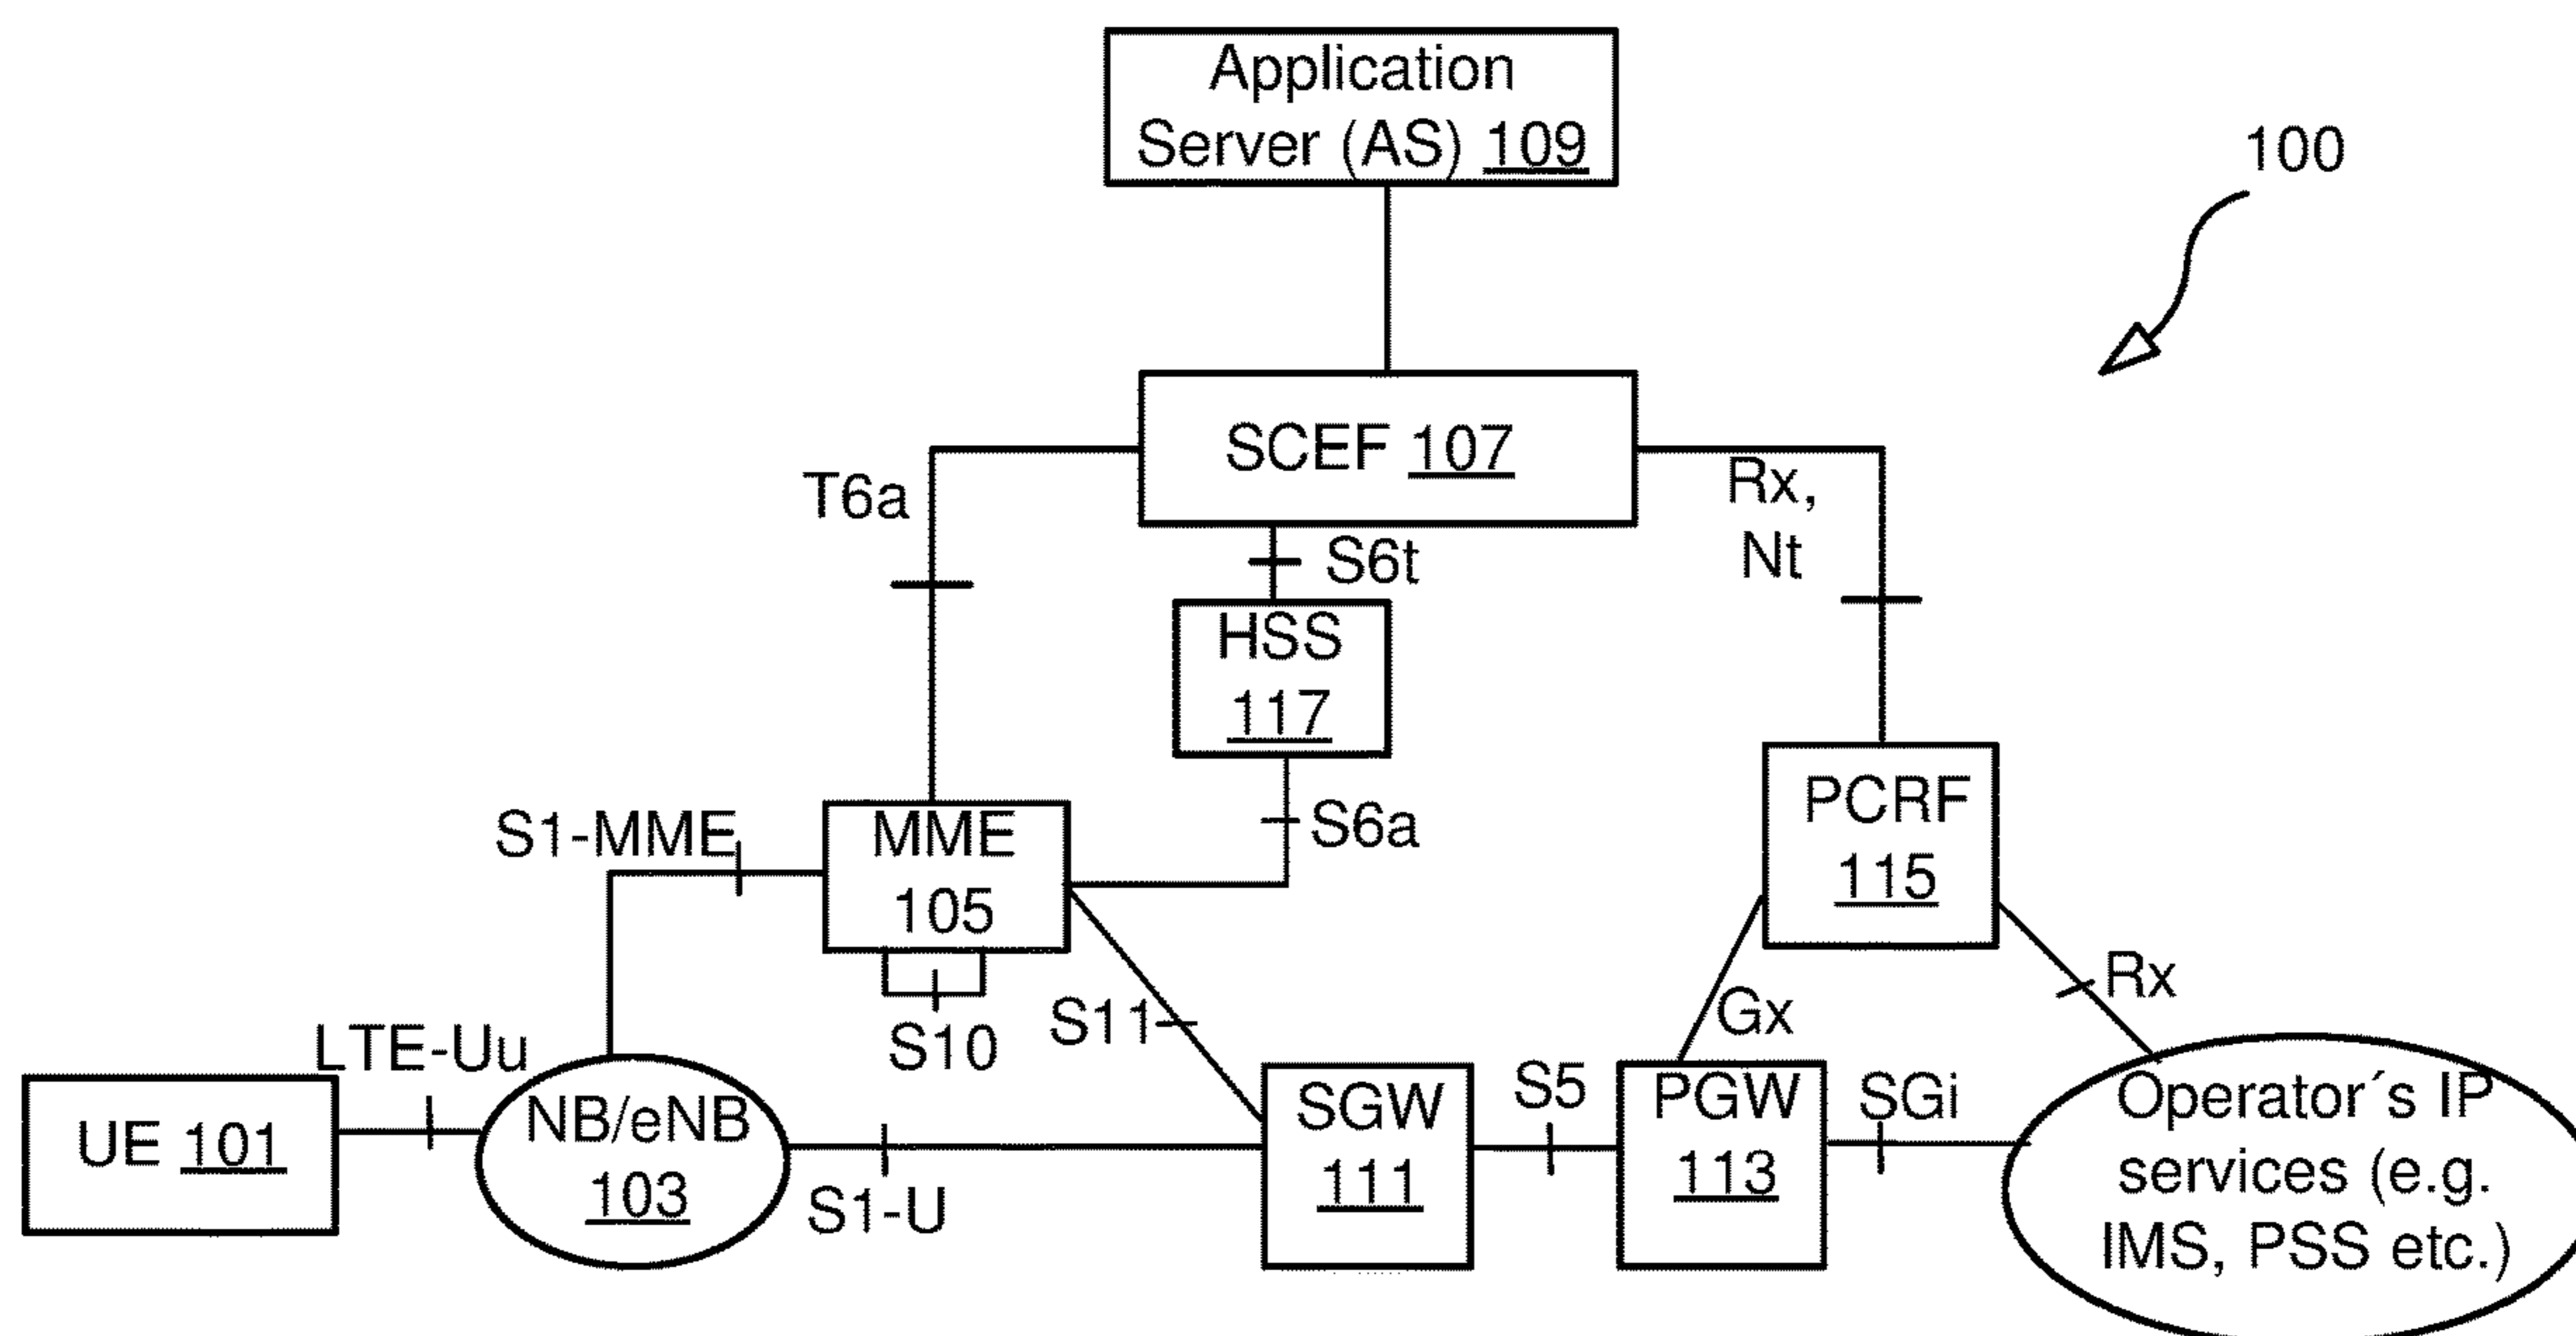 Application
Server (AS) 109
100
SCEF 107
T6a
Rx,
Nt
S6t
HSS
117
S1-MME
MME
105
S6a
PCRF
115
S10
S11
Gx
Rx
LTE-Uu
UE 101
NB/eNB
103
S1-U
SGW
111
S5
PGW
113
SGi
Operator´s IP
services (e.g.
IMS, PSS etc.)